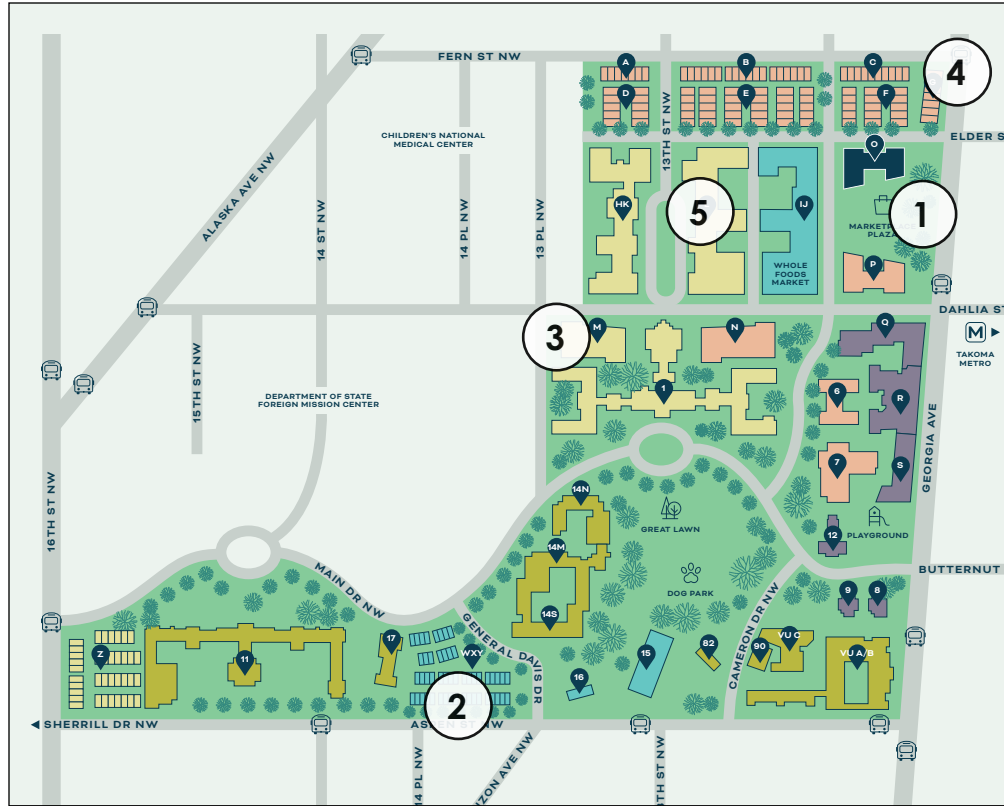 FERN ST NW
A
B
C
4
D
E
F
ELDER S
CHILDREN'S NATIONAL
MEDICAL CENTER
13TH ST NW
O
ALASKA AVE NW
14 ST NW
14 PL NW
13 PL NW
HK
5
IJ
1
P
WHOLE
FOODS
MARKET
DAHLIA ST
3
M
N
Q
M
TAKOMA
METRO
15TH ST NW
DEPARTMENT OF STATE
FOREIGN MISSION CENTER
1
6
R
GEORGIA AVE
7
S
16TH ST NW
14N
GREAT LAWN
12
PLAYGROUND
14M
MAIN DR NW
BUTTERNUT
DOG PARK
9
8
14S
GENERAL DAVIS DR
CAMERON DR NW
Z
11
17
WXY
15
82
90
VU C
VU A/B
16
2
SHERRILL DR NW
14 PL NW